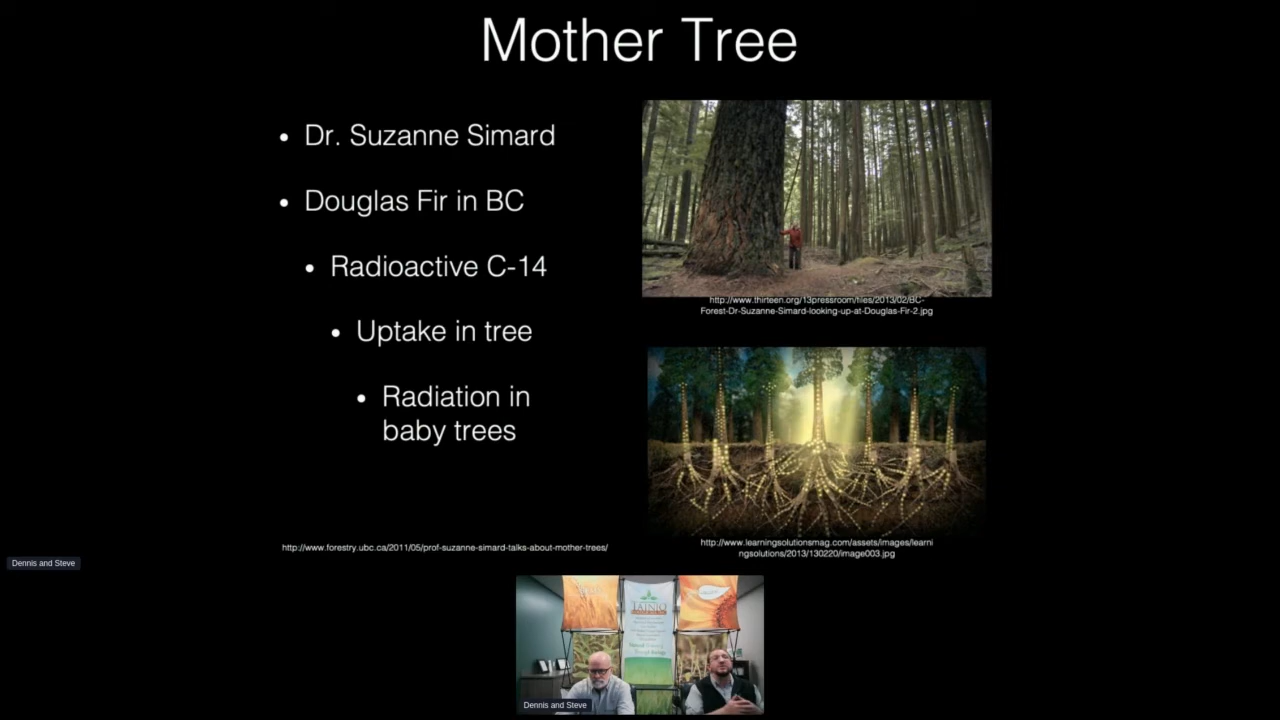 Mother Tree
• Dr. Suzanne Simard
• Douglas Fir in BC
• Radioactive C-14
• Uptake in tree
• Radiation in
baby trees
http://www.thirteen.org/13pressroom/files/2013/02/BC-
Forest-Dr-Suzanne-Simard-looking-up-at-Douglas-Fir-2.jpg
http://www.learningsolutionsmag.com/assets/images/learni
ngsolutions/2013/130220/image003.jpg
http://www.forestry.ubc.ca/2011/05/prof-suzanne-simard-talks-about-mother-trees/
Dennis and Steve
TAINIO
Dennis and Steve